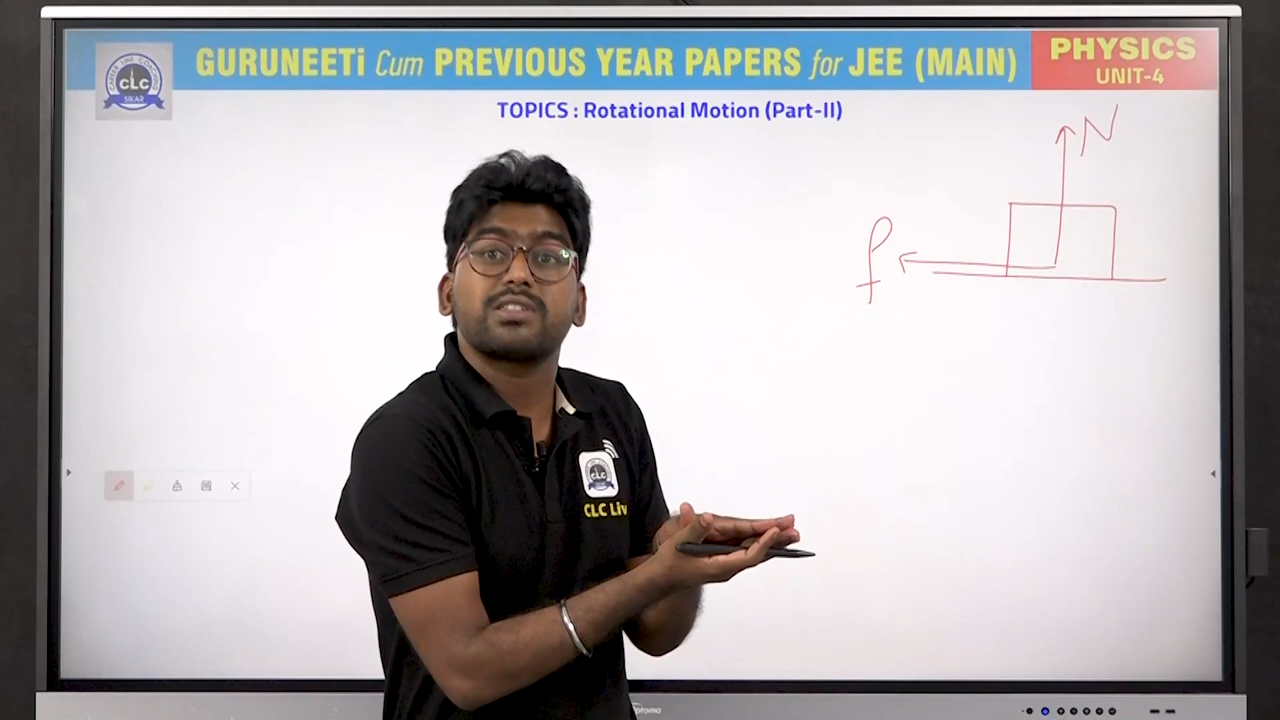 GURUNEETi Cum PREVIOUS YEAR PAPERS for JEE (MAIN)
PHYSICS
UNIT-4
CLC
SIKAR
TOPICS : Rotational Motion (Part-II)
N
f
CLC
CLC Liv